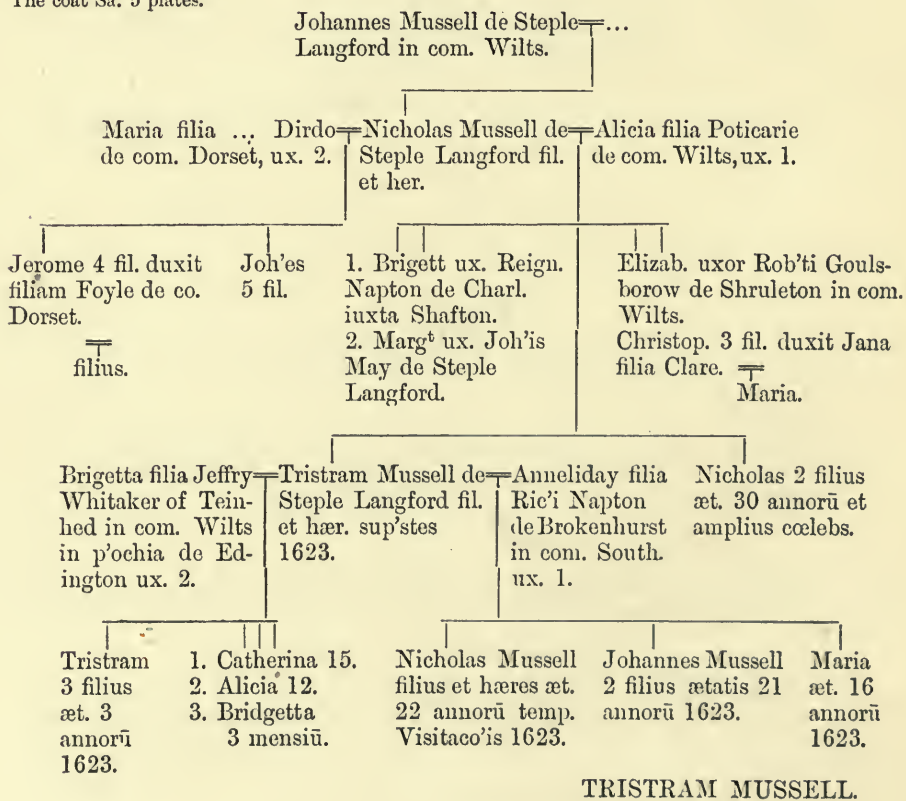 The coat Sa. 5 plates.
Johannes Mussell de Steple
Langford in com. Wilts.
...
Maria filia ... Dirdo
de com. Dorset, ux. 2.
Nicholas Mussell de
Steple Langford fil.
et her.
Alicia filia Poticarie
de com. Wilts, ux. 1.
Jerome 4 fil. duxit
filiam Foyle de co.
Dorset.
filius.
Joh'es
5 fil.
1. Brigett ux. Reign.
Napton de Charl.
iuxta Shafton.
2. Margᵗ ux. Joh'is
May de Steple
Langford.
Elizab. uxor Rob'ti Gouls-
borow de Shruleton in com.
Wilts.
Christop. 3 fil. duxit Jana
filia Clare.
Maria.
Brigetta filia Jeffry
Whitaker of Tein-
hed in com. Wilts
in p'ochia de Ed-
ington ux. 2.
Tristram Mussell de
Steple Langford fil.
et hær. sup'stes
1623.
Anneliday filia
Ric'i Napton
de Brokenhurst
in com. South.
ux. 1.
Nicholas 2 filius
æt. 30 annorū et
amplius cœlebs.
Tristram
3 filius
æt. 3
annorū
1623.
1. Catherina 15.
2. Alicia 12.
3. Bridgetta
3 mensiū.
Nicholas Mussell
filius et hæres æt.
22 annorū temp.
Visitaco'is 1623.
Johannes Mussell
2 filius ætatis 21
annorū 1623.
Maria
æt. 16
annorū
1623.
TRISTRAM MUSSELL.